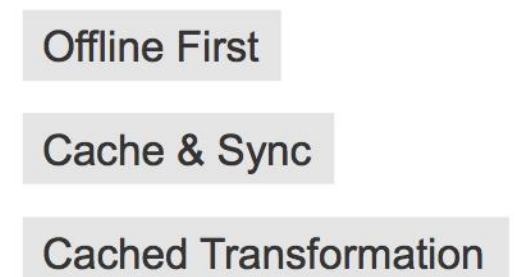 Offline First
Cache & Sync
Cached Transformation